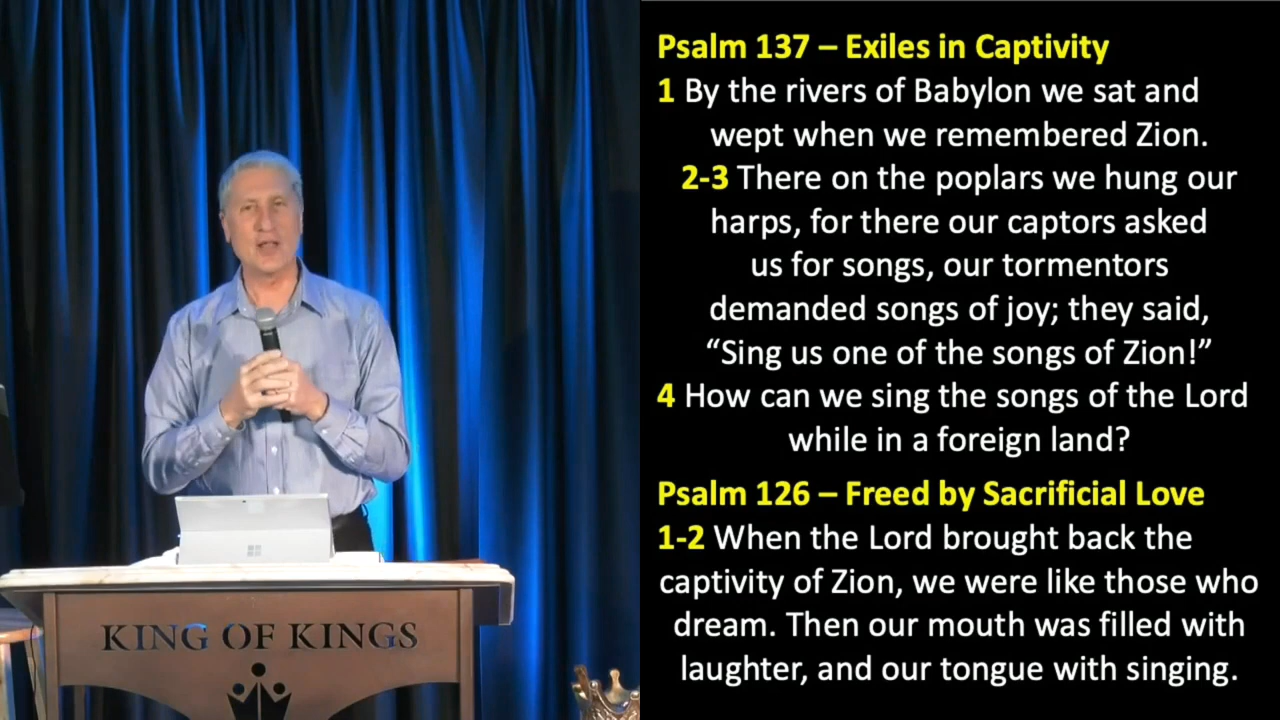 Psalm 137 – Exiles in Captivity
1 By the rivers of Babylon we sat and
wept when we remembered Zion.
2-3 There on the poplars we hung our
harps, for there our captors asked
us for songs, our tormentors
demanded songs of joy; they said,
“Sing us one of the songs of Zion!”
4 How can we sing the songs of the Lord
while in a foreign land?
Psalm 126 – Freed by Sacrificial Love
1-2 When the Lord brought back the
captivity of Zion, we were like those who
dream. Then our mouth was filled with
laughter, and our tongue with singing.
KING OF KINGS